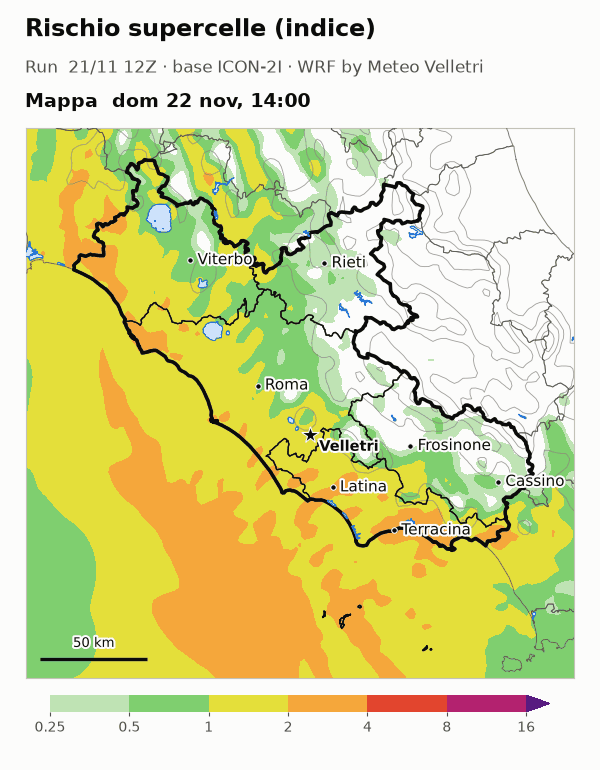 Rischio supercelle (indice)
Run  21/11 12Z · base ICON-2I · WRF by Meteo Velletri
Mappa  dom 22 nov, 14:00
Viterbo
Rieti
Roma
Velletri
Frosinone
Cassino
Latina
Terracina
50 km
0.25 0.5 1 2 4 8 16